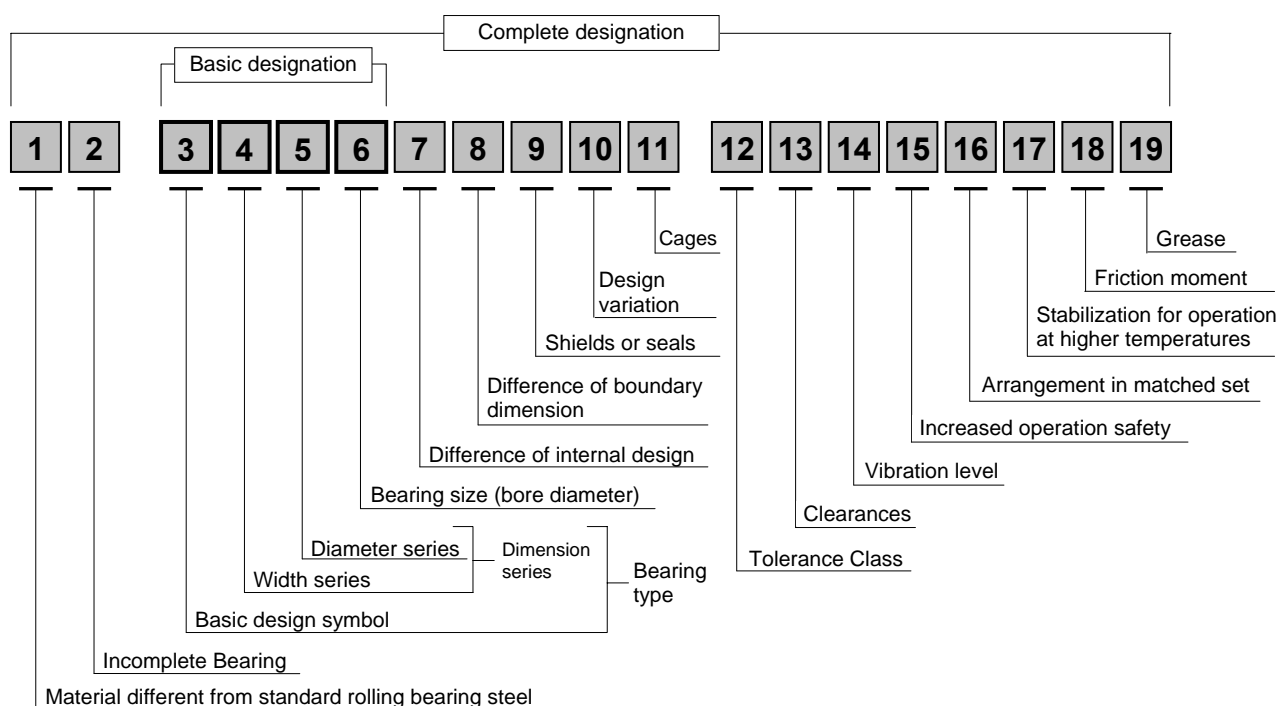 Complete designation
Basic designation
1 2 3 4 5 6 7 8 9 10 11 12 13 14 15 16 17 18 19
Cages
Grease
Design
variation
Friction moment
Stabilization for operation
at higher temperatures
Shields or seals
Difference of boundary
dimension
Arrangement in matched set
Increased operation safety
Difference of internal design
Vibration level
Bearing size (bore diameter)
Clearances
Diameter series
Dimension
series
Tolerance Class
Width series
Bearing
type
Basic design symbol
Incomplete Bearing
Material different from standard rolling bearing steel